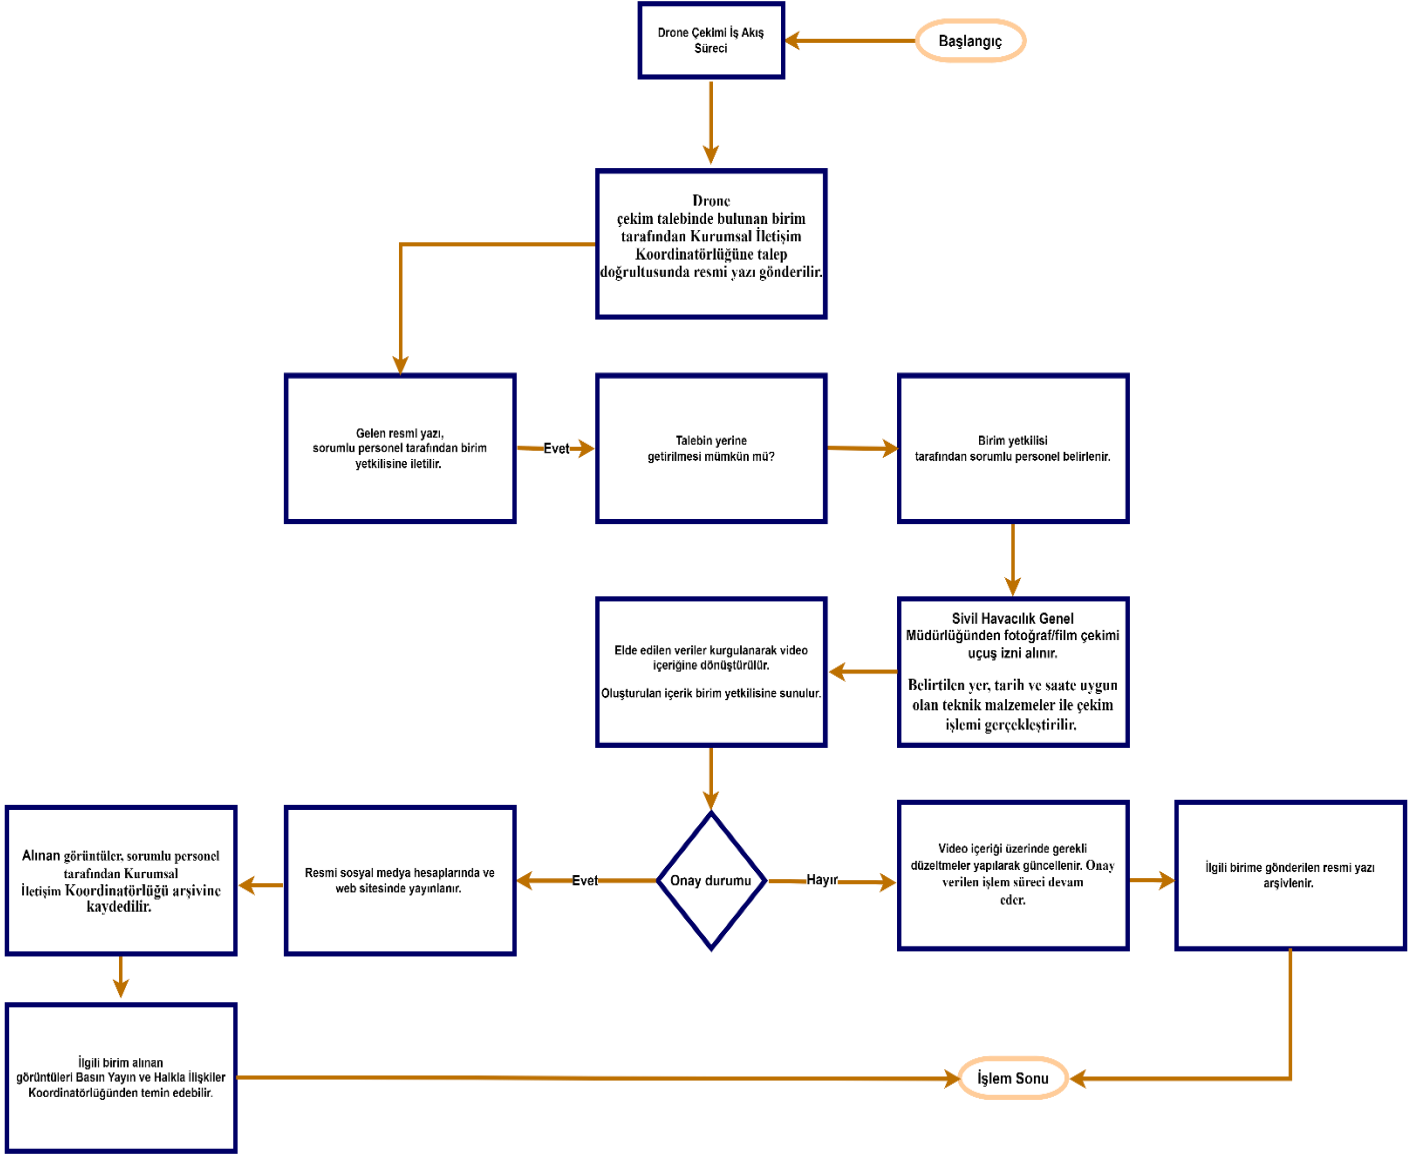 Drone Çekimi İş Akış
Süreci
Başlangıç
Drone
çekim talebinde bulunan birim
tarafından Kurumsal İletişim
Koordinatörlüğüne talep
doğrultusunda resmi yazı gönderilir.
Gelen resmi yazı,
sorumlu personel tarafından birim
yetkilisine iletilir.
Evet
Talebin yerine
getirilmesi mümkün mü?
Birim yetkilisi
tarafından sorumlu personel belirlenir.
Elde edilen veriler kurgulanarak video
içeriğine dönüştürülür.
Oluşturulan içerik birim yetkilisine sunulur.
Sivil Havacılık Genel
Müdürlüğünden fotoğraf/film çekimi
uçuş izni alınır.
Belirtilen yer, tarih ve saate uygun
olan teknik malzemeler ile çekim
işlemi gerçekleştirilir.
Alınan görüntüler, sorumlu personel
tarafından Kurumsal
İletişim Koordinatörlüğü arşivine
kaydedilir.
Resmi sosyal medya hesaplarında ve
web sitesinde yayınlanır.
Evet
Onay durumu
Hayır
Video içeriği üzerinde gerekli
düzeltmeler yapılarak güncellenir. Onay
verilen işlem süreci devam
eder.
İlgili birime gönderilen resmi yazı
arşivlenir.
İlgili birim alınan
görüntüleri Basın Yayın ve Halkla İlişkiler
Koordinatörlüğünden temin edebilir.
İşlem Sonu